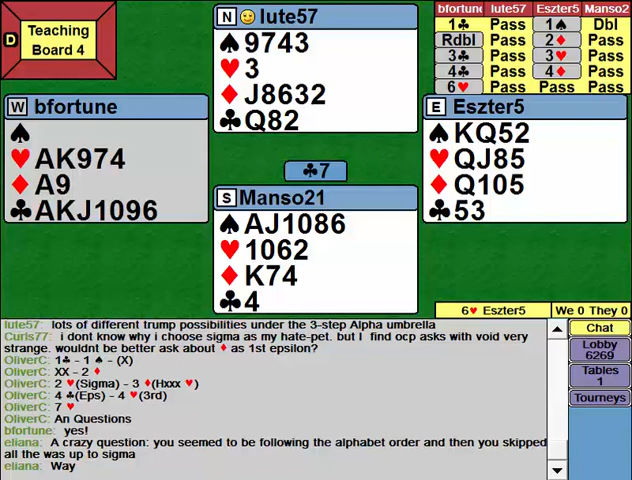 D
Teaching
Board 4
N lute57
♠ 9743
♥ 3
♦ J8632
♣ Q82
bfortune lute57 Eszter5 Manso2
1♣ Pass 1♠ Dbl
Rdbl Pass 2♦ Pass
3♣ Pass 3♥ Pass
4♣ Pass 4♦ Pass
6♥ Pass Pass Pass
W bfortune
♠
♥ AK974
♦ A9
♣ AKJ1096
E Eszter5
♠ KQ52
♥ QJ85
♦ Q105
♣ 53
♣7
S Manso21
♠ AJ1086
♥ 1062
♦ K74
♣ 4
6♥ Eszter5 We 0 They 0
lute57: lots of different trump possibilities under the 3-step Alpha umbrella
Curls77: i dont know why i choose sigma as my hate-pet. but I find ocp asks with void very
strange. wouldnt be better ask about ♦ as 1st epsilon?
OliverC: 1♣ - 1 ♠ - (X)
OliverC: XX - 2 ♦
OliverC: 2 ♥(Sigma) - 3 ♦(Hxxx ♥)
OliverC: 4 ♣(Eps) - 4 ♥(3rd)
OliverC: 7 ♥
OliverC: An Questions
bfortune: yes!
eliana: A crazy question: you seemed to be following the alphabet order and then you skipped
all the was up to sigma
eliana: Way
Chat
Lobby
6269
Tables
1
Tourneys